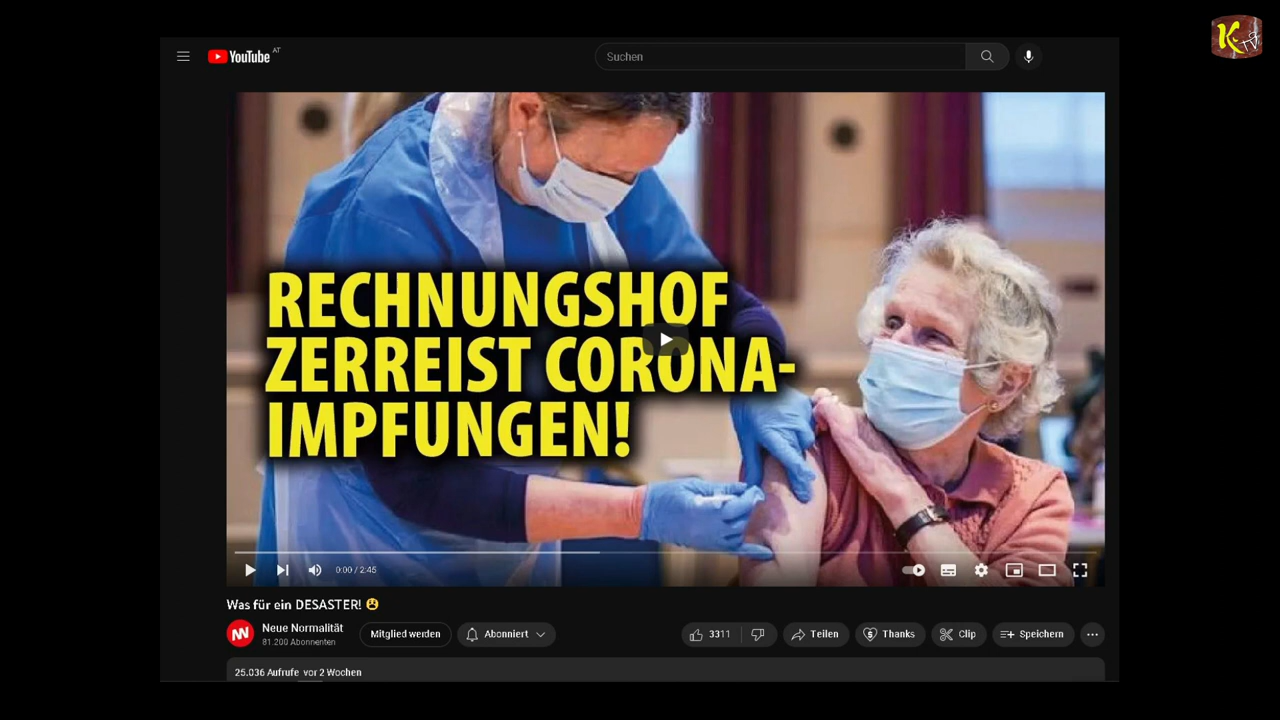 YouTube AT
Suchen
RECHNUNGSHOF
ZERREIST CORONA-
IMPFUNGEN!
0:00 / 2:45
Was für ein DESASTER!
Neue Normalität
81.200 Abonnenten
Mitglied werden
Abonniert
3311
Teilen
Thanks
Clip
Speichern
25.036 Aufrufe vor 2 Wochen